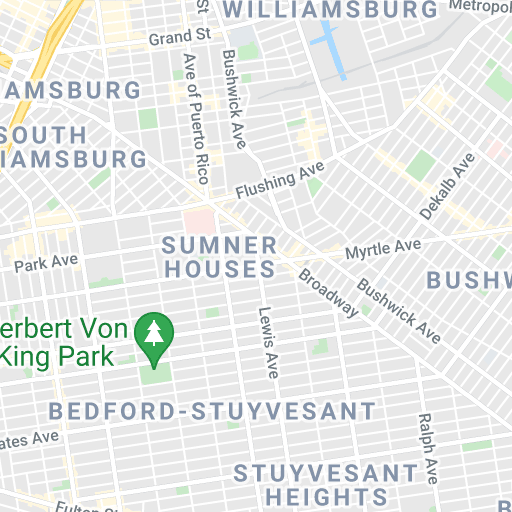 WILLIAMSBURG
Metropol
Grand St
Ave of Puerto Rico
Bushwick Ave
AMSBURG
SOUTH
IAMSBURG
Flushing Ave
Dekalb Ave
SUMNER
HOUSES
Myrtle Ave
Park Ave
Broadway
Bushwick Ave
BUSHW
St
Lewis Ave
erbert Von
King Park
BEDFORD-STUYVESANT
ates Ave
Ralph Ave
STUYVESANT
HEIGHTS
Fulton St
B